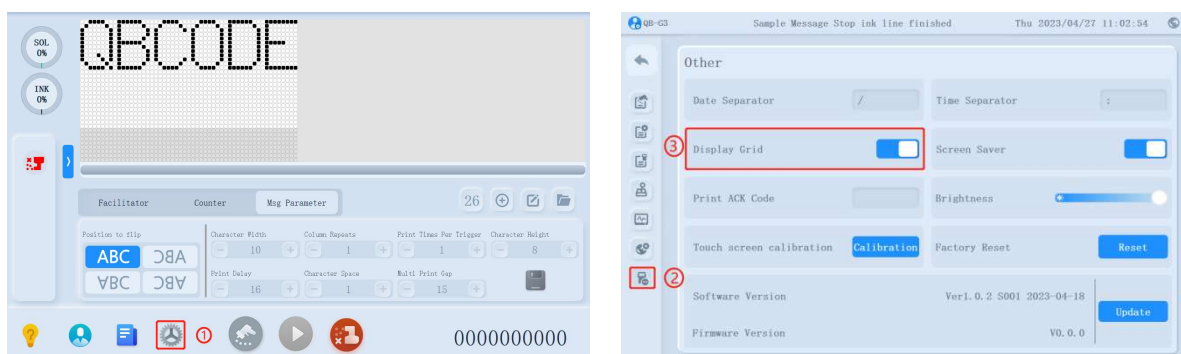 SOL
0%
INK
0%
QBCODE
Facilitator Counter Msg Parameter 26
Position to flip
Character Width Column Repeats Print Times Per Trigger Character Height
10 1 1 8
Print Delay Character Space Multi Print Gap
16 1 15
ABC ABC
ABC ABC
①
0000000000
QB-G3 Sample Message Stop ink line finished Thu 2023/04/27 11:02:54
Other
Date Separator / Time Separator :
③ Display Grid Screen Saver
Print ACK Code Brightness
Touch screen calibration Calibration Factory Reset Reset
②
Software Version Ver1.0.2 S001 2023-04-18
Update
Firmware Version V0.0.0